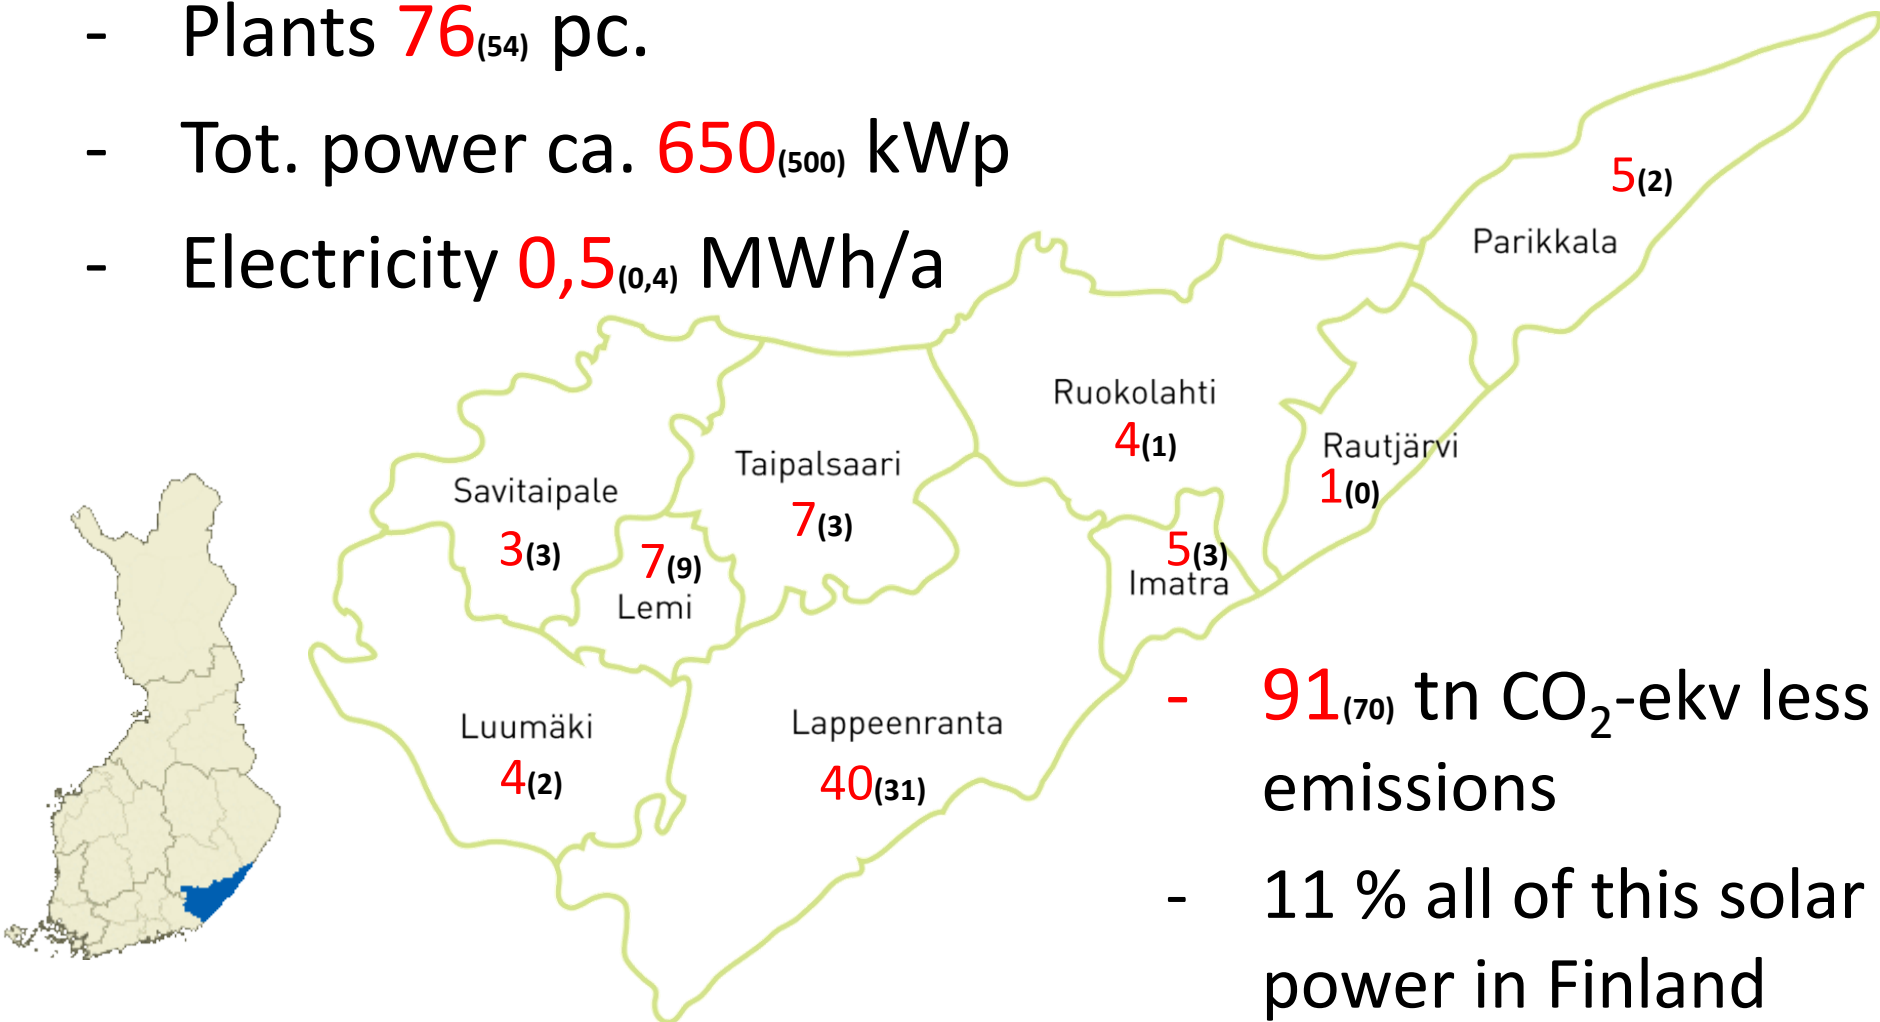 - Plants 76(54) pc.
- Tot. power ca. 650(500) kWp
- Electricity 0,5(0,4) MWh/a
5(2)
Parikkala
Ruokolahti
4(1)
Rautjärvi
1(0)
Taipalsaari
7(3)
Savitaipale
3(3)
7(9)
Lemi
5(3)
Imatra
Luumäki
4(2)
Lappeenranta
40(31)
- 91(70) tn CO₂-ekv less
emissions
- 11 % all of this solar
power in Finland